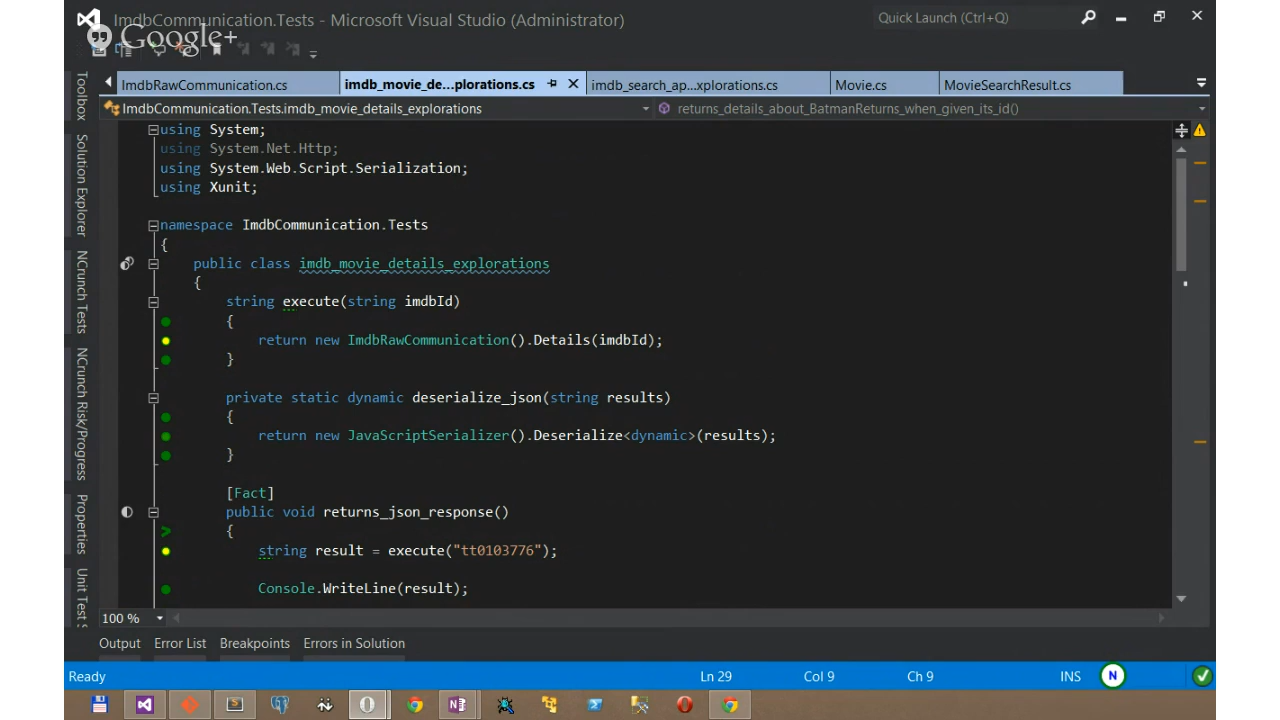 ImdbCommunication.Tests - Microsoft Visual Studio (Administrator)
Quick Launch (Ctrl+Q)
Google+
ImdbRawCommunication.cs
imdb_movie_de...plorations.cs
imdb_search_ap...xplorations.cs
Movie.cs
MovieSearchResult.cs
ImdbCommunication.Tests.imdb_movie_details_explorations
returns_details_about_BatmanReturns_when_given_its_id()
Toolbox
Solution Explorer
NCrunch Tests
NCrunch Risk/Progress
Properties
Unit Test S
using System;
using System.Net.Http;
using System.Web.Script.Serialization;
using Xunit;
namespace ImdbCommunication.Tests
{
public class imdb_movie_details_explorations
{
string execute(string imdbId)
{
return new ImdbRawCommunication().Details(imdbId);
}
private static dynamic deserialize_json(string results)
{
return new JavaScriptSerializer().Deserialize<dynamic>(results);
}
[Fact]
public void returns_json_response()
{
string result = execute("tt0103776");
Console.WriteLine(result);
100 %
Output
Error List
Breakpoints
Errors in Solution
Ready
Ln 29
Col 9
Ch 9
INS
N